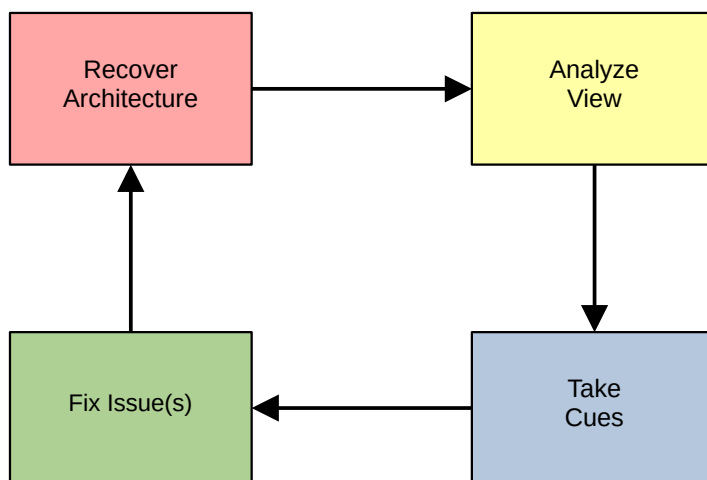 Recover
Architecture
Analyze
View
Fix Issue(s)
Take
Cues